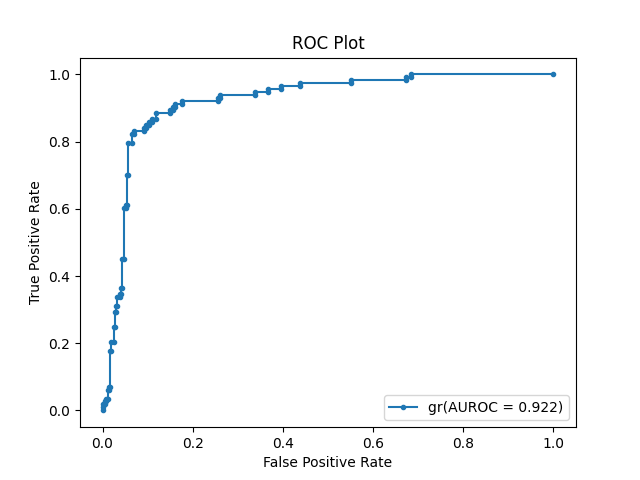 ROC Plot
True Positive Rate
1.0
0.8
0.6
0.4
0.2
0.0
gr(AUROC = 0.922)
0.0 0.2 0.4 0.6 0.8 1.0
False Positive Rate